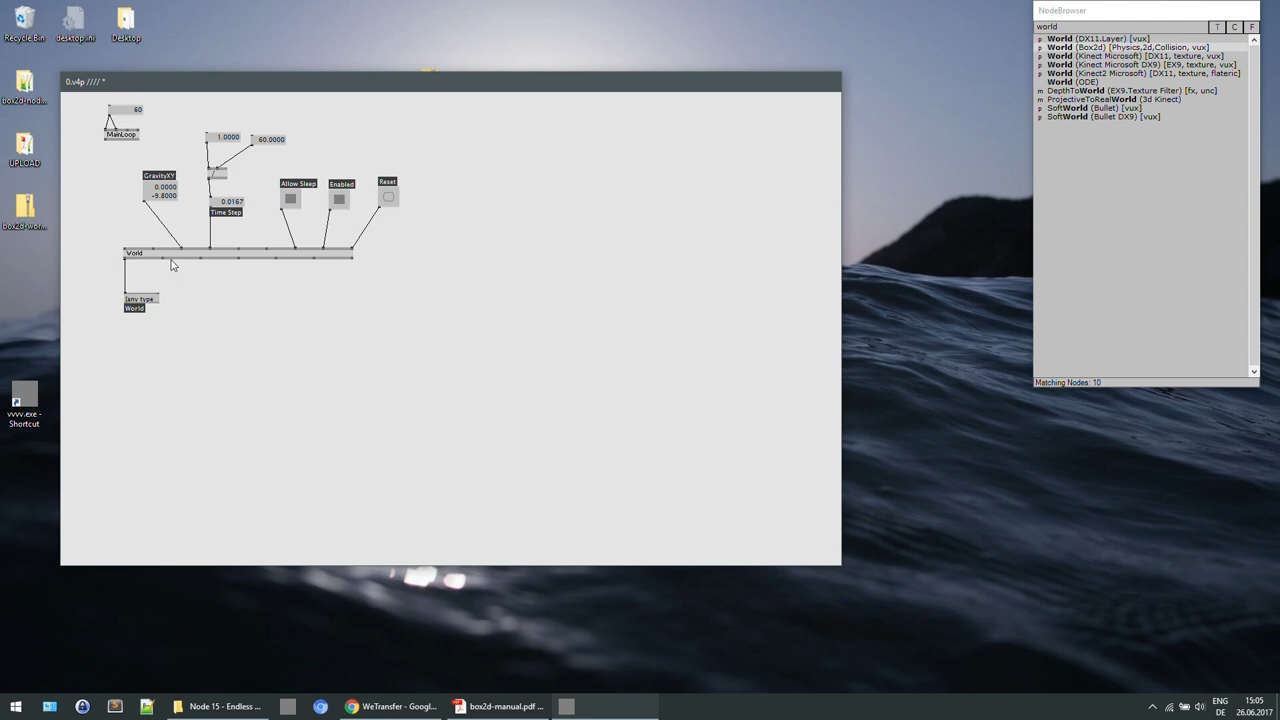 Recycle Bin
desktop.ini
Desktop
box2d-nod...
UPLOAD
box2d-wor...
vvvv.exe - Shortcut
0.v4p //// *
60
MainLoop
1.0000
60.0000
/
GravityXY
0.0000
-9.8000
0.0167
Time Step
Allow Sleep
Enabled
Reset
World
[any type
World
NodeBrowser
world
T C F
p World (DX11.Layer) [vux]
p World (Box2d) [Physics,2d,Collision, vux]
p World (Kinect Microsoft) [DX11, texture, vux]
p World (Kinect Microsoft DX9) [EX9, texture, vux]
p World (Kinect2 Microsoft) [DX11, texture, flateric]
World (ODE)
m DepthToWorld (EX9.Texture Filter) [fx, unc]
m ProjectiveToRealWorld (3d Kinect)
p SoftWorld (Bullet) [vux]
p SoftWorld (Bullet DX9) [vux]
Matching Nodes: 10
Node 15 - Endless ...
WeTransfer - Googl...
box2d-manual.pdf ...
ENG
DE
15:05
26.06.2017